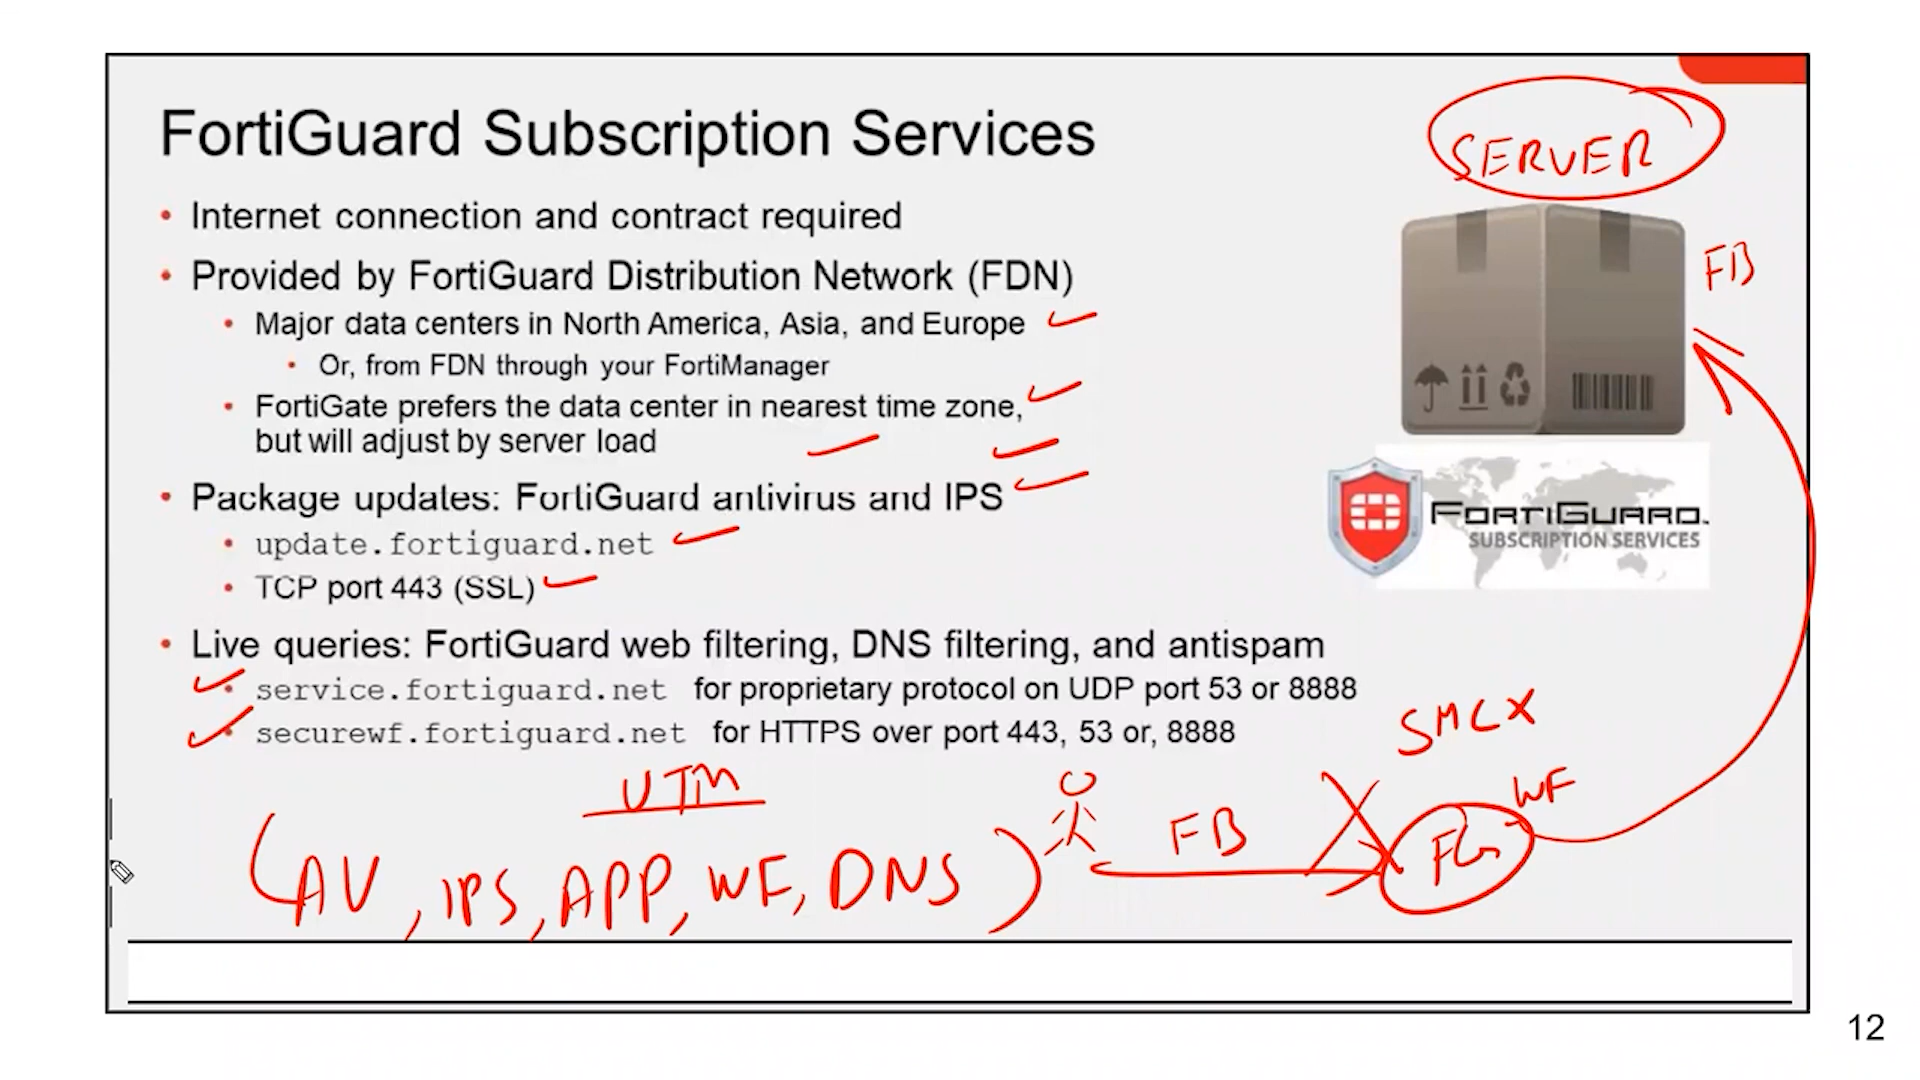 FortiGuard Subscription Services
SERVER
• Internet connection and contract required
FB
• Provided by FortiGuard Distribution Network (FDN)
• Major data centers in North America, Asia, and Europe
• Or, from FDN through your FortiManager
• FortiGate prefers the data center in nearest time zone,
but will adjust by server load
• Package updates: FortiGuard antivirus and IPS
FORTIGUARD.
SUBSCRIPTION SERVICES
• update.fortiguard.net
• TCP port 443 (SSL)
• Live queries: FortiGuard web filtering, DNS filtering, and antispam
• service.fortiguard.net for proprietary protocol on UDP port 53 or 8888
• securewf.fortiguard.net for HTTPS over port 443, 53 or, 8888
SMCX
UTM
WF
FB
FG
(AV, IPS, APP, WF, DNS)
12